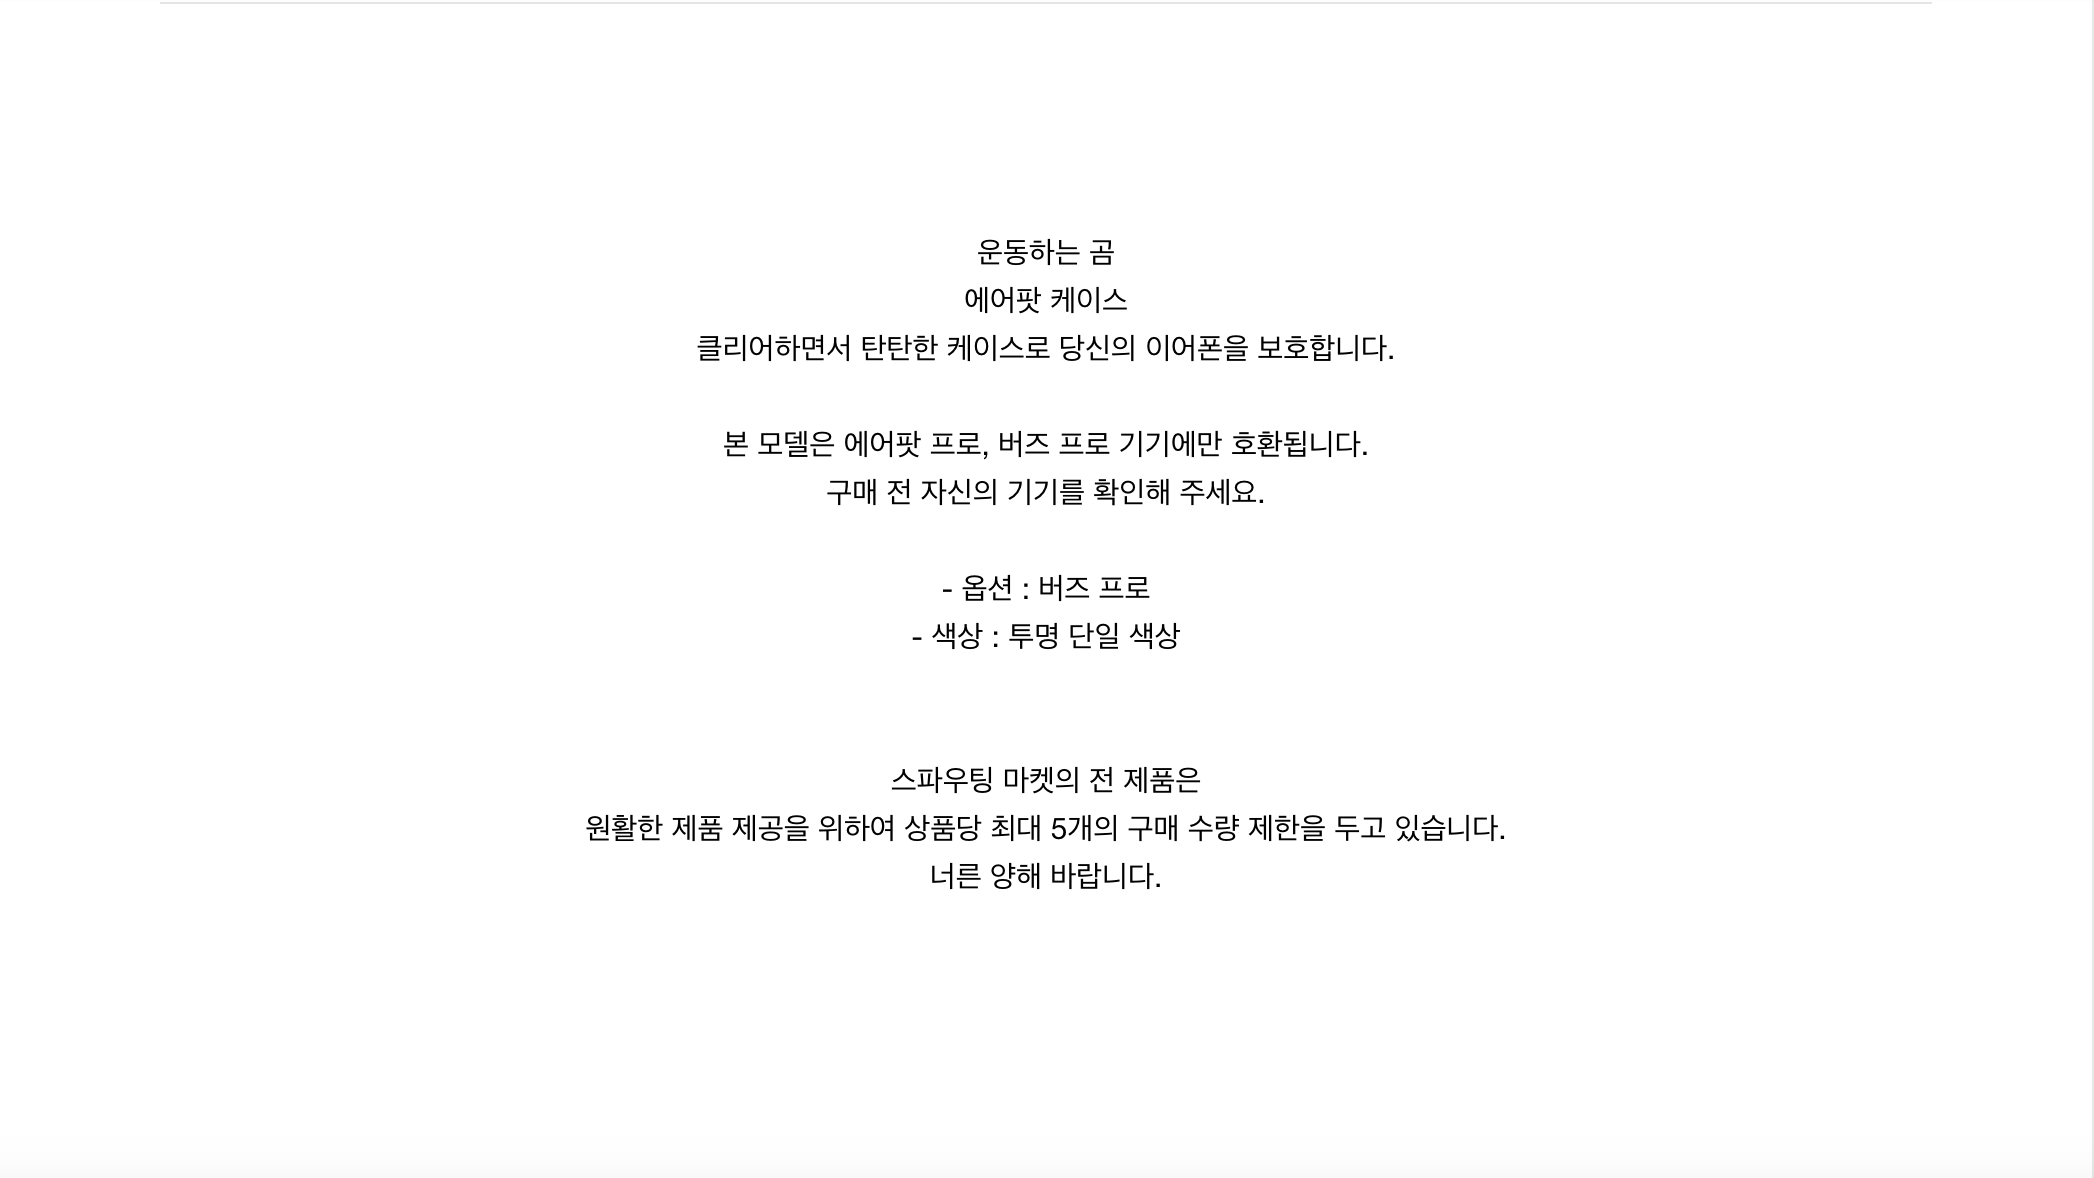 운동하는 곰
에어팟 케이스
클리어하면서 탄탄한 케이스로 당신의 이어폰을 보호합니다.
본 모델은 에어팟 프로, 버즈 프로 기기에만 호환됩니다.
구매 전 자신의 기기를 확인해 주세요.
- 옵션 : 버즈 프로
- 색상 : 투명 단일 색상
스파우팅 마켓의 전 제품은
원활한 제품 제공을 위하여 상품당 최대 5개의 구매 수량 제한을 두고 있습니다.
너른 양해 바랍니다.